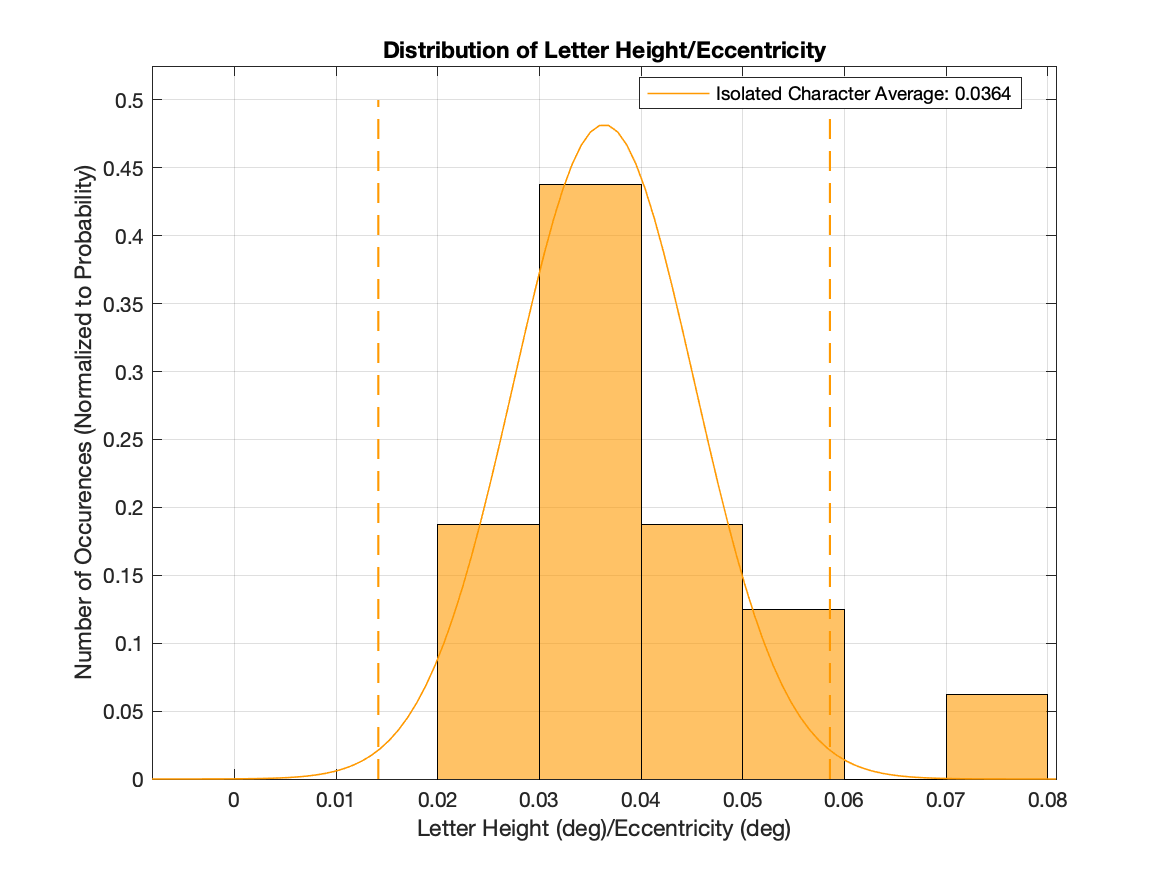 Distribution of Letter Height/Eccentricity
Isolated Character Average: 0.0364
Number of Occurences (Normalized to Probability)
0.5
0.45
0.4
0.35
0.3
0.25
0.2
0.15
0.1
0.05
0
0 0.01 0.02 0.03 0.04 0.05 0.06 0.07 0.08
Letter Height (deg)/Eccentricity (deg)